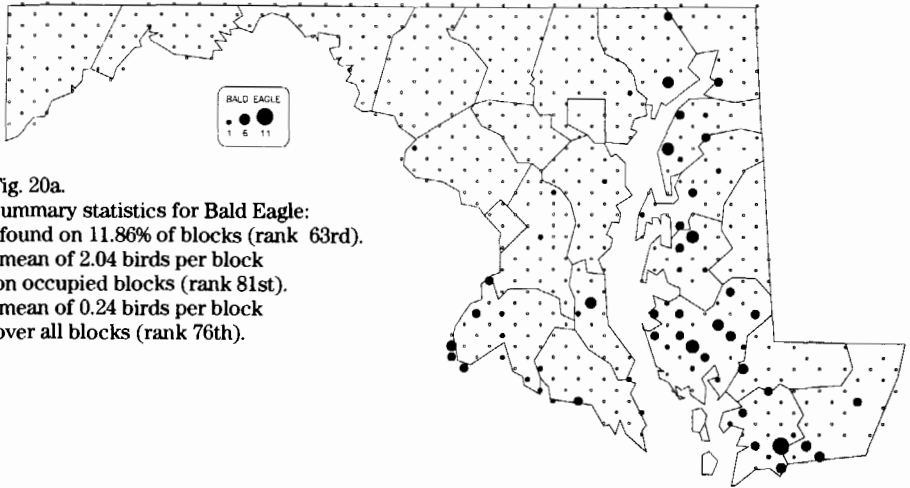 BALD EAGLE
1 6 11
Fig. 20a.
Summary statistics for Bald Eagle:
found on 11.86% of blocks (rank 63rd).
mean of 2.04 birds per block
on occupied blocks (rank 81st).
mean of 0.24 birds per block
over all blocks (rank 76th).